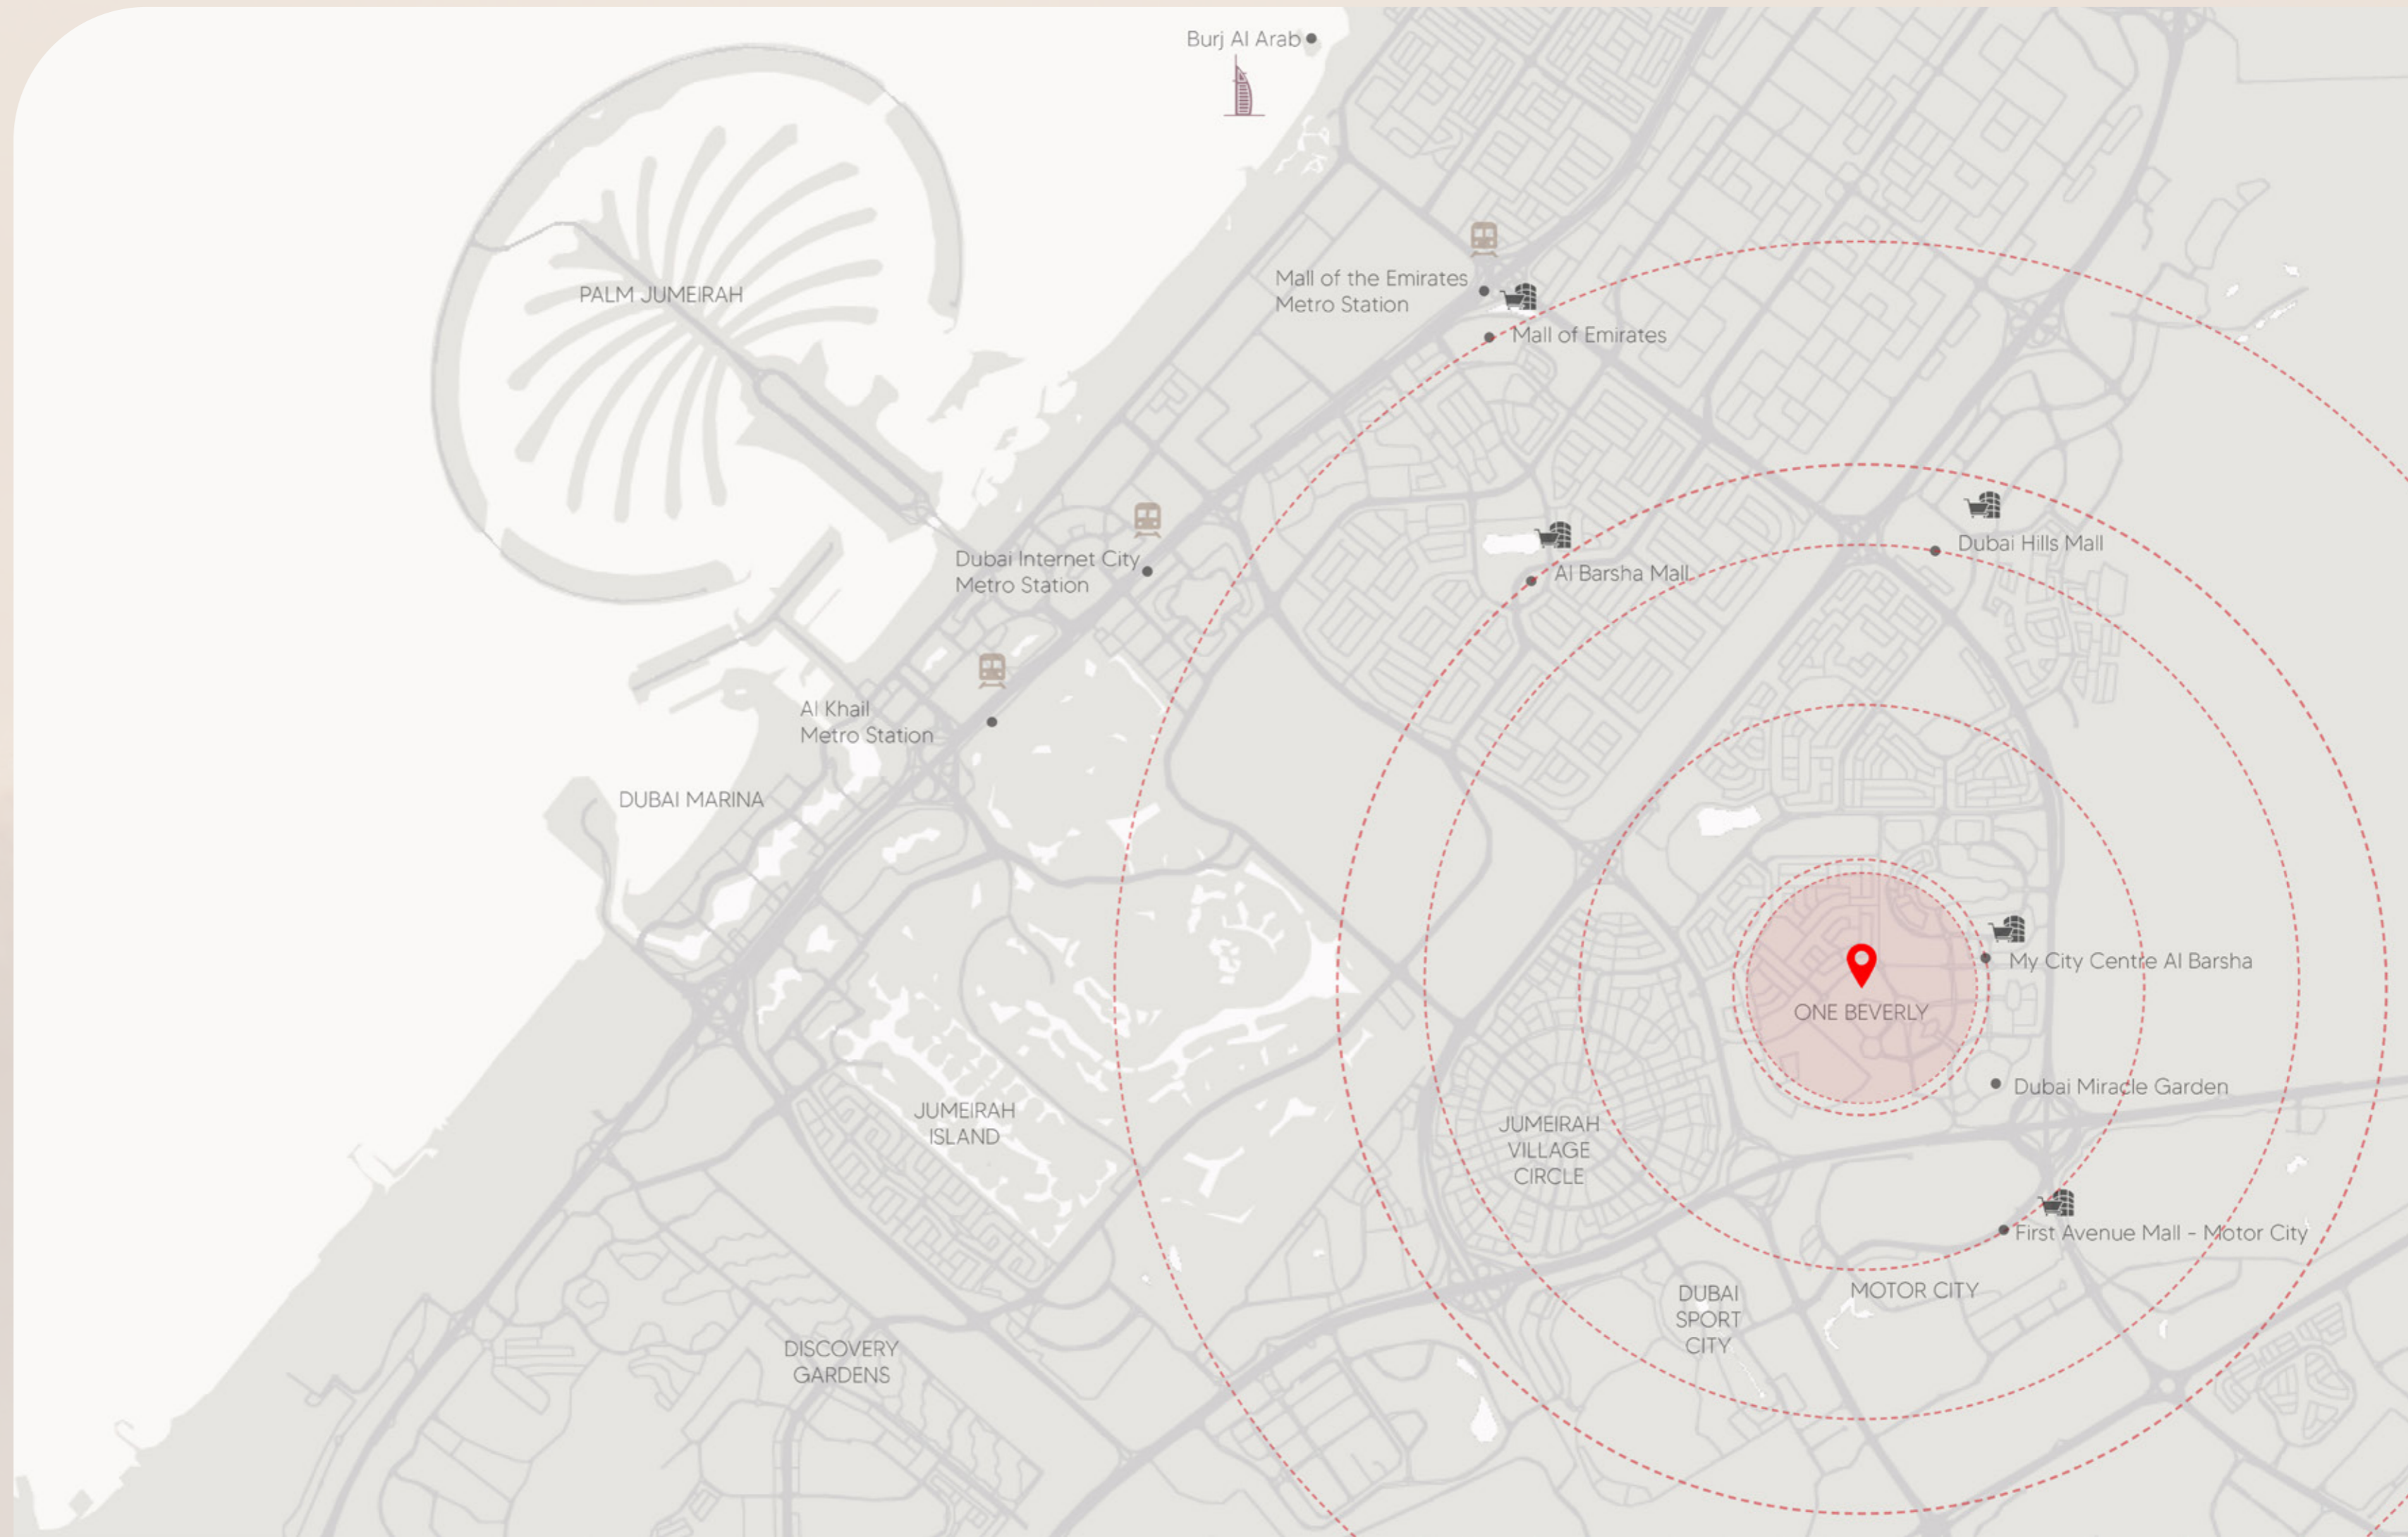 Burj Al Arab
PALM JUMEIRAH
Mall of the Emirates
Metro Station
Mall of Emirates
Dubai Internet City
Metro Station
Al Barsha Mall
Dubai Hills Mall
Al Khail
Metro Station
DUBAI MARINA
My City Centre Al Barsha
ONE BEVERLY
Dubai Miracle Garden
JUMEIRAH
ISLAND
JUMEIRAH
VILLAGE
CIRCLE
First Avenue Mall - Motor City
MOTOR CITY
DUBAI
SPORT
CITY
DISCOVERY
GARDENS